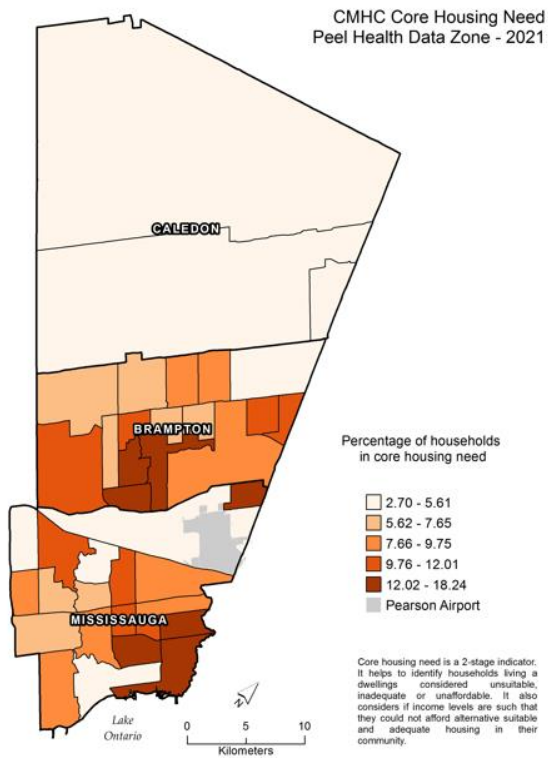 CMHC Core Housing Need
Peel Health Data Zone - 2021
CALEDON
BRAMPTON
MISSISSAUGA
Percentage of households
in core housing need
2.70 - 5.61
5.62 - 7.65
7.66 - 9.75
9.76 - 12.01
12.02 - 18.24
Pearson Airport
Core housing need is a 2-stage indicator.
It helps to identify households living a
dwellings considered unsuitable,
inadequate or unaffordable. It also
considers if income levels are such that
they could not afford alternative suitable
and adequate housing in their
community.
Lake
Ontario
N
0 5 10
Kilometers